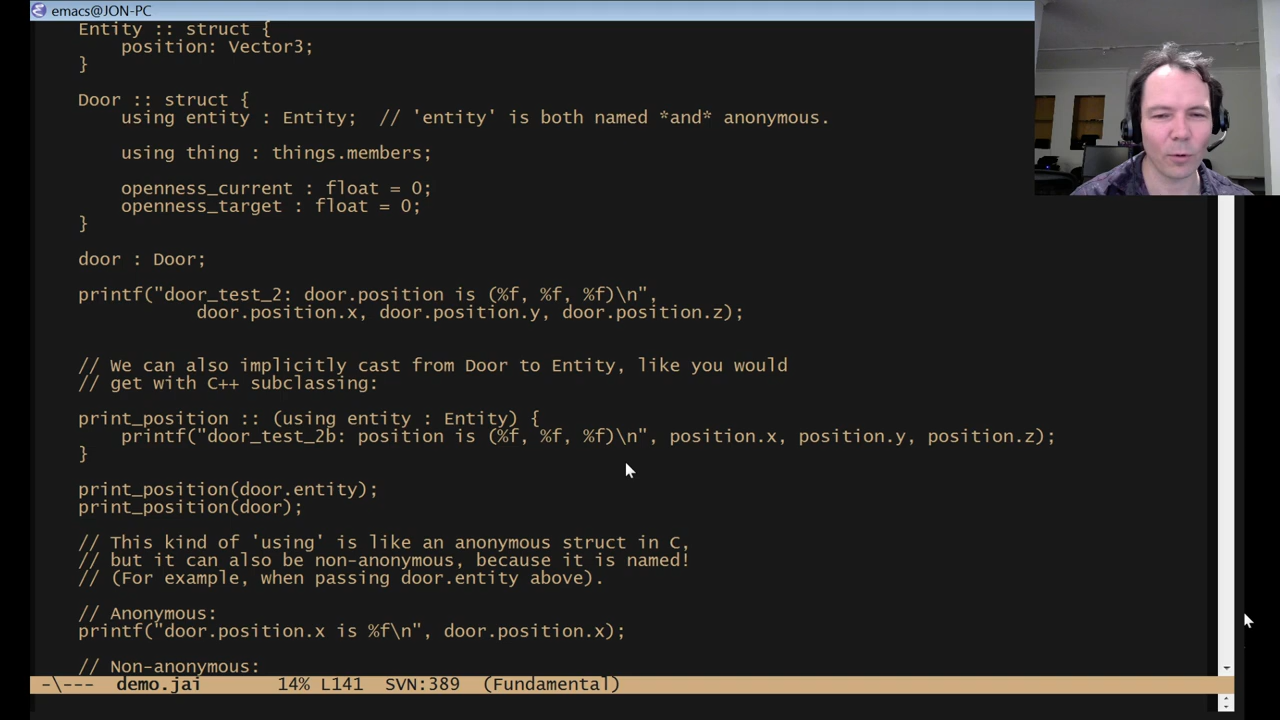 emacs@JON-PC
Entity :: struct {
position: Vector3;
}
Door :: struct {
using entity : Entity;  // 'entity' is both named *and* anonymous.
using thing : things.members;
openness_current : float = 0;
openness_target : float = 0;
}
door : Door;
printf("door_test_2: door.position is (%f, %f, %f)\n",
door.position.x, door.position.y, door.position.z);
// We can also implicitly cast from Door to Entity, like you would
// get with C++ subclassing:
print_position :: (using entity : Entity) {
printf("door_test_2b: position is (%f, %f, %f)\n", position.x, position.y, position.z);
}
print_position(door.entity);
print_position(door);
// This kind of 'using' is like an anonymous struct in C,
// but it can also be non-anonymous, because it is named!
// (For example, when passing door.entity above).
// Anonymous:
printf("door.position.x is %f\n", door.position.x);
// Non-anonymous:
-\--- demo.jai 14% L141 SVN:389 (Fundamental)